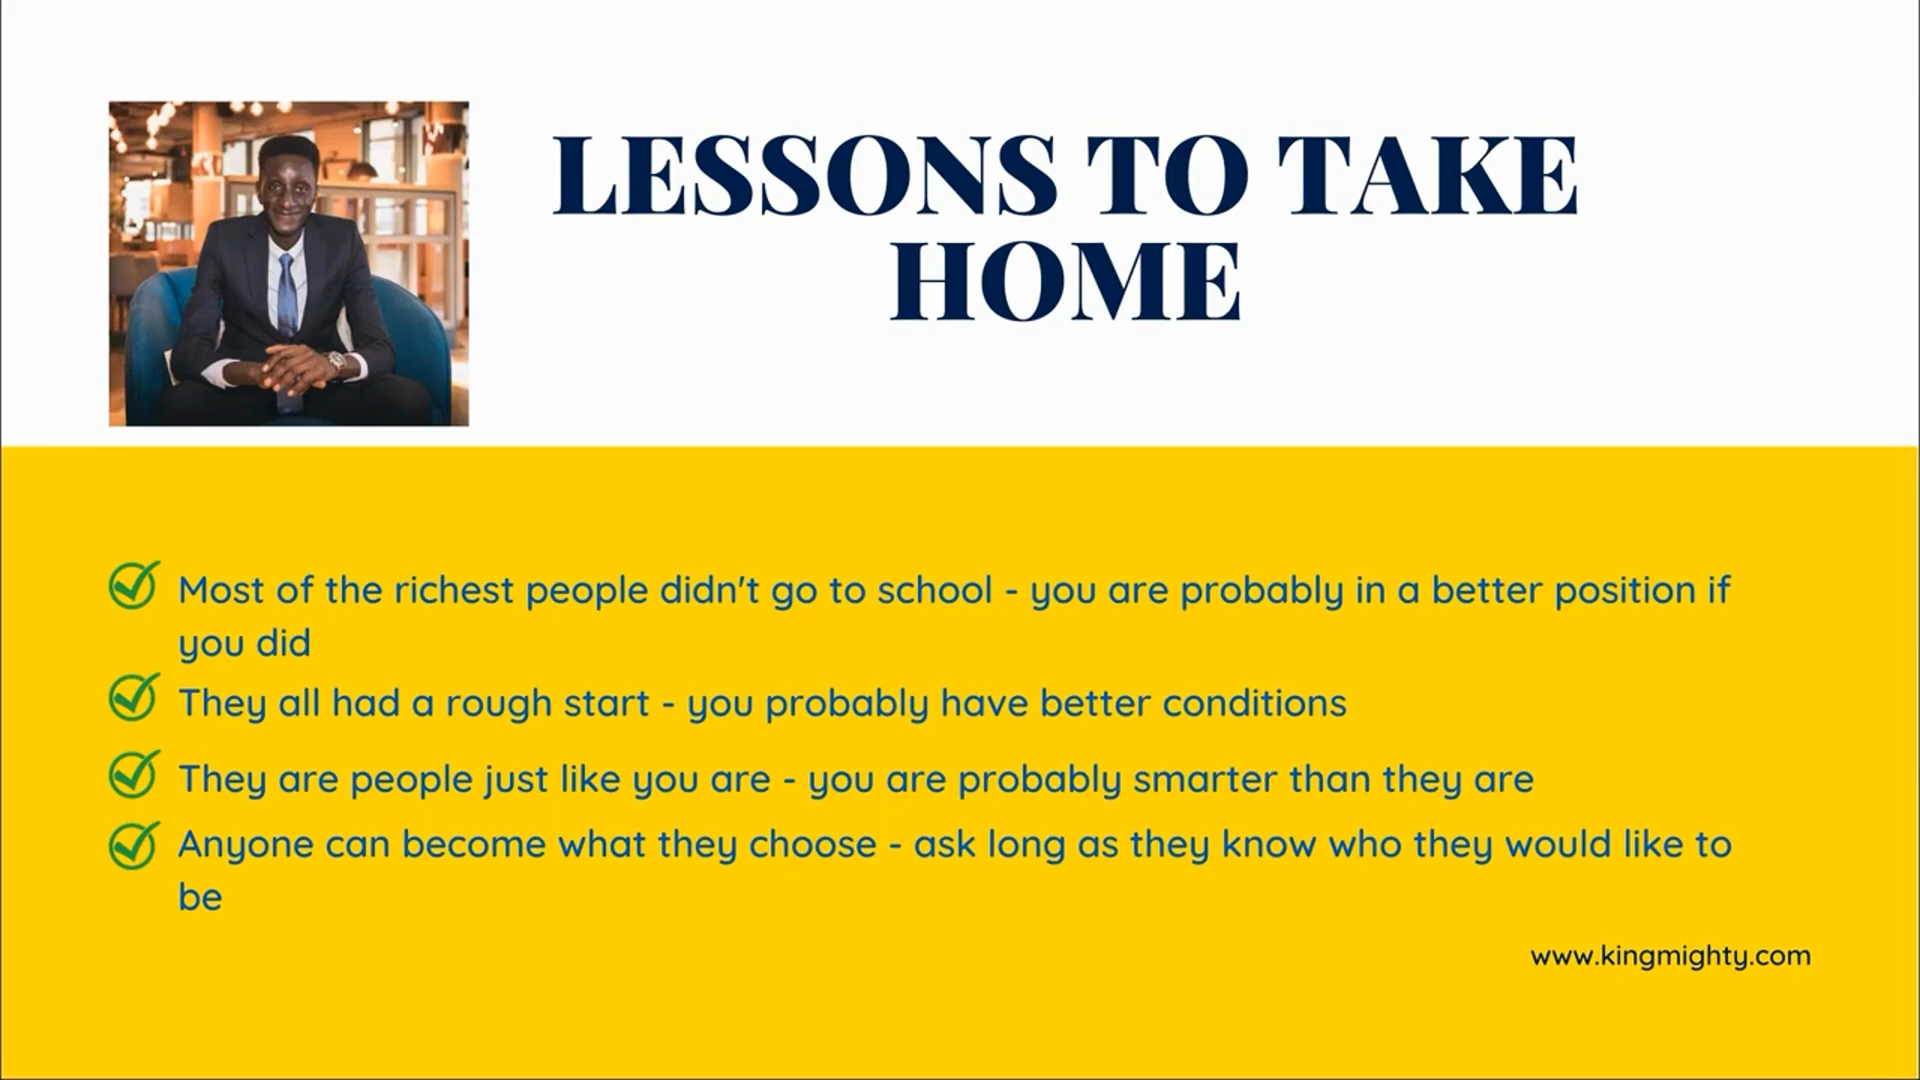 LESSONS TO TAKE
HOME
Most of the richest people didn't go to school - you are probably in a better position if
you did
They all had a rough start - you probably have better conditions
They are people just like you are - you are probably smarter than they are
Anyone can become what they choose - ask long as they know who they would like to
be
www.kingmighty.com